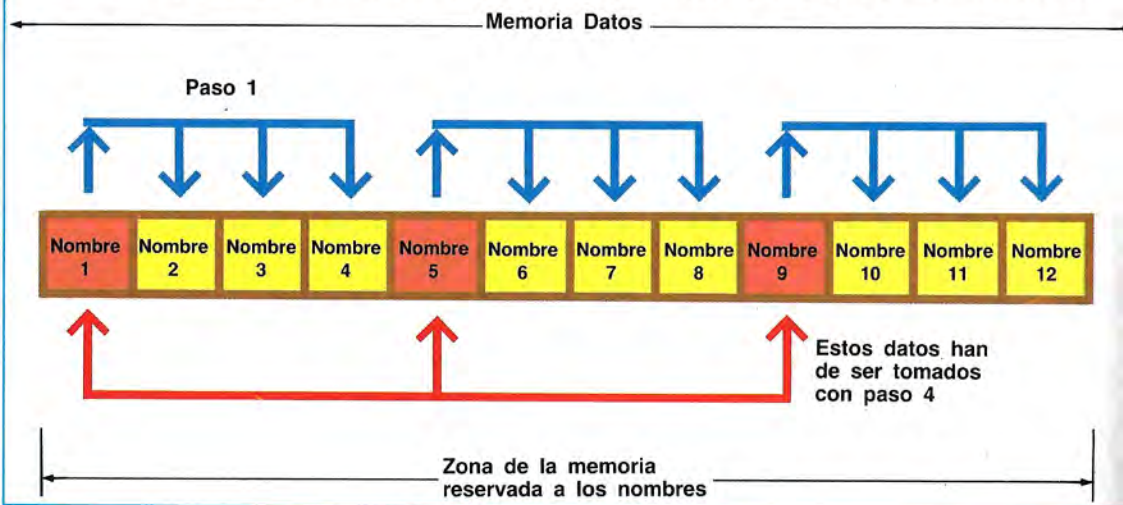 Memoria Datos
Paso 1
Nombre 1
Nombre 2
Nombre 3
Nombre 4
Nombre 5
Nombre 6
Nombre 7
Nombre 8
Nombre 9
Nombre 10
Nombre 11
Nombre 12
Estos datos han
de ser tomados
con paso 4
Zona de la memoria
reservada a los nombres